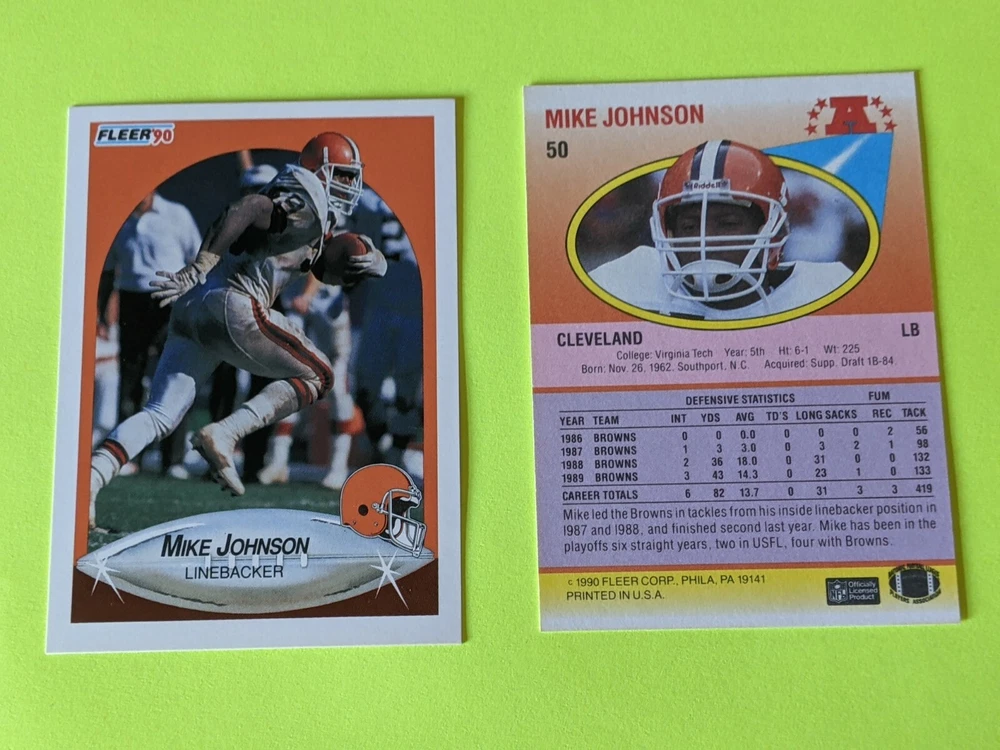 FLEER '90
MIKE JOHNSON
LINEBACKER
MIKE JOHNSON
50
A
Riddell
CLEVELAND LB
College: Virginia Tech Year: 5th Ht: 6-1 Wt: 225
Born: Nov. 26, 1962. Southport, N.C. Acquired: Supp. Draft 1B-84
DEFENSIVE STATISTICS FUM
YEAR TEAM INT YDS AVG TD'S LONG SACKS REC TACK
1986 BROWNS 0 0 0.0 0 0 0 2 56
1987 BROWNS 1 3 3.0 0 3 2 1 98
1988 BROWNS 2 36 18.0 0 31 0 0 132
1989 BROWNS 3 43 14.3 0 23 1 0 133
CAREER TOTALS 6 82 13.7 0 31 3 3 419
Mike led the Browns in tackles from his inside linebacker position in
1987 and 1988, and finished second last year. Mike has been in the
playoffs six straight years, two in USFL, four with Browns.
© 1990 FLEER CORP., PHILA, PA 19141
PRINTED IN U.S.A.
NFL Officially
Licensed
Product